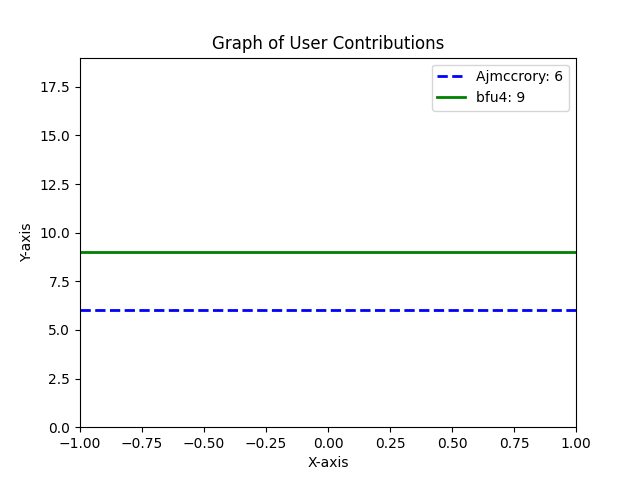 Graph of User Contributions
Ajmccrory: 6
bfu4: 9
17.5
15.0
12.5
10.0
7.5
5.0
2.5
0.0
Y-axis
−1.00 −0.75 −0.50 −0.25 0.00 0.25 0.50 0.75 1.00
X-axis